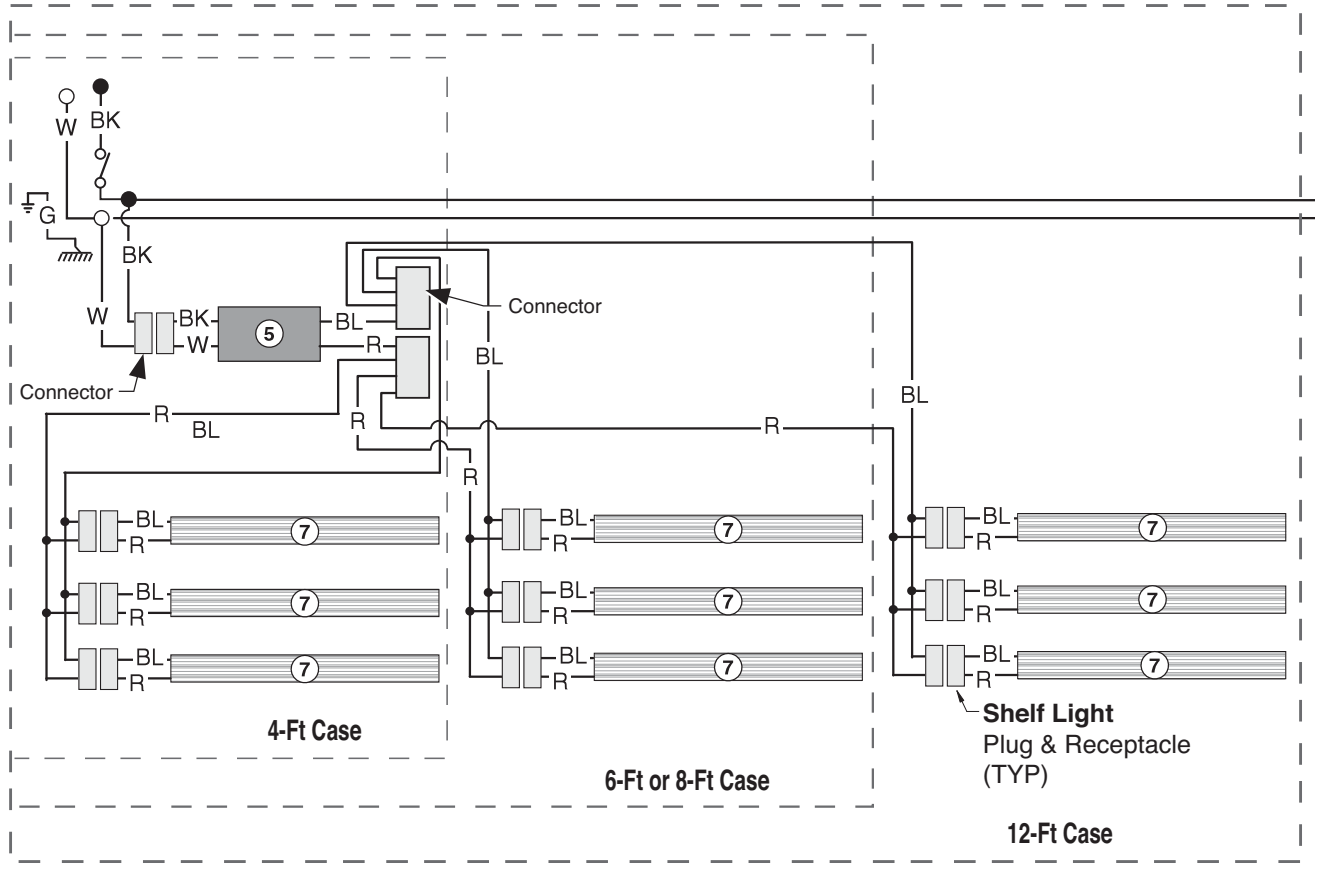 W
BK
G
BK
W
BK
W
5
BL
R
Connector
Connector
BL
BL
R
BL
R
R
R
BL
R
7
BL
R
7
BL
R
7
BL
R
7
BL
R
7
BL
R
7
BL
R
7
BL
R
7
BL
R
7
4-Ft Case
6-Ft or 8-Ft Case
Shelf Light
Plug & Receptacle
(TYP)
12-Ft Case